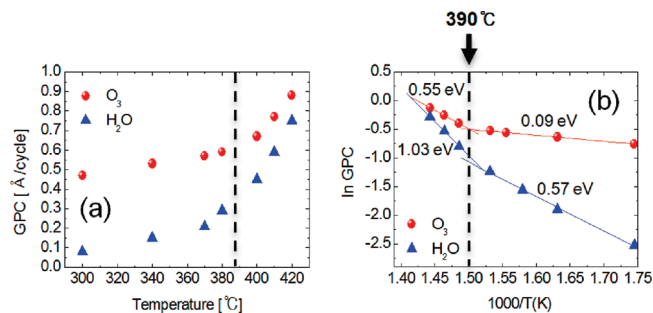 390℃
1.0
0.9
0.8
0.7
0.6
0.5
0.4
0.3
0.2
0.1
0.0
GPC [ Å /cycle]
O₃
H₂O
(a)
300 320 340 360 380 400 420
Temperature [℃]
0.5
0.0
-0.5
-1.0
-1.5
-2.0
-2.5
ln GPC
0.55 eV
(b)
0.09 eV
1.03 eV
0.57 eV
O₃
H₂O
1.40 1.45 1.50 1.55 1.60 1.65 1.70 1.75
1000/T(K)